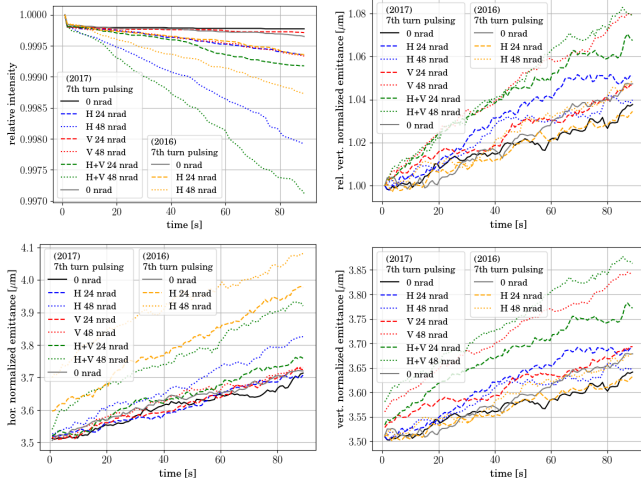 1.0000
0.9995
0.9990
0.9985
0.9980
0.9975
0.9970
relative intensity
(2017)
7th turn pulsing
0 nrad
H 24 nrad
H 48 nrad
V 24 nrad
V 48 nrad
H+V 24 nrad
H+V 48 nrad
0 nrad
(2016)
7th turn pulsing
0 nrad
H 24 nrad
H 48 nrad
0 20 40 60 80
time [s]
1.08
1.06
1.04
1.02
1.00
rel. vert. normalized emittance [μm]
(2017)
7th turn pulsing
0 nrad
H 24 nrad
H 48 nrad
V 24 nrad
V 48 nrad
H+V 24 nrad
H+V 48 nrad
0 nrad
(2016)
7th turn pulsing
0 nrad
H 24 nrad
H 48 nrad
0 20 40 60 80
time [s]
4.1
4.0
3.9
3.8
3.7
3.6
3.5
hor. normalized emittance [μm]
(2017)
7th turn pulsing
0 nrad
H 24 nrad
H 48 nrad
V 24 nrad
V 48 nrad
H+V 24 nrad
H+V 48 nrad
0 nrad
(2016)
7th turn pulsing
0 nrad
H 24 nrad
H 48 nrad
0 20 40 60 80
time [s]
3.85
3.80
3.75
3.70
3.65
3.60
3.55
3.50
vert. normalized emittance [μm]
(2017)
7th turn pulsing
0 nrad
H 24 nrad
H 48 nrad
V 24 nrad
V 48 nrad
H+V 24 nrad
H+V 48 nrad
0 nrad
(2016)
7th turn pulsing
0 nrad
H 24 nrad
H 48 nrad
0 20 40 60 80
time [s]